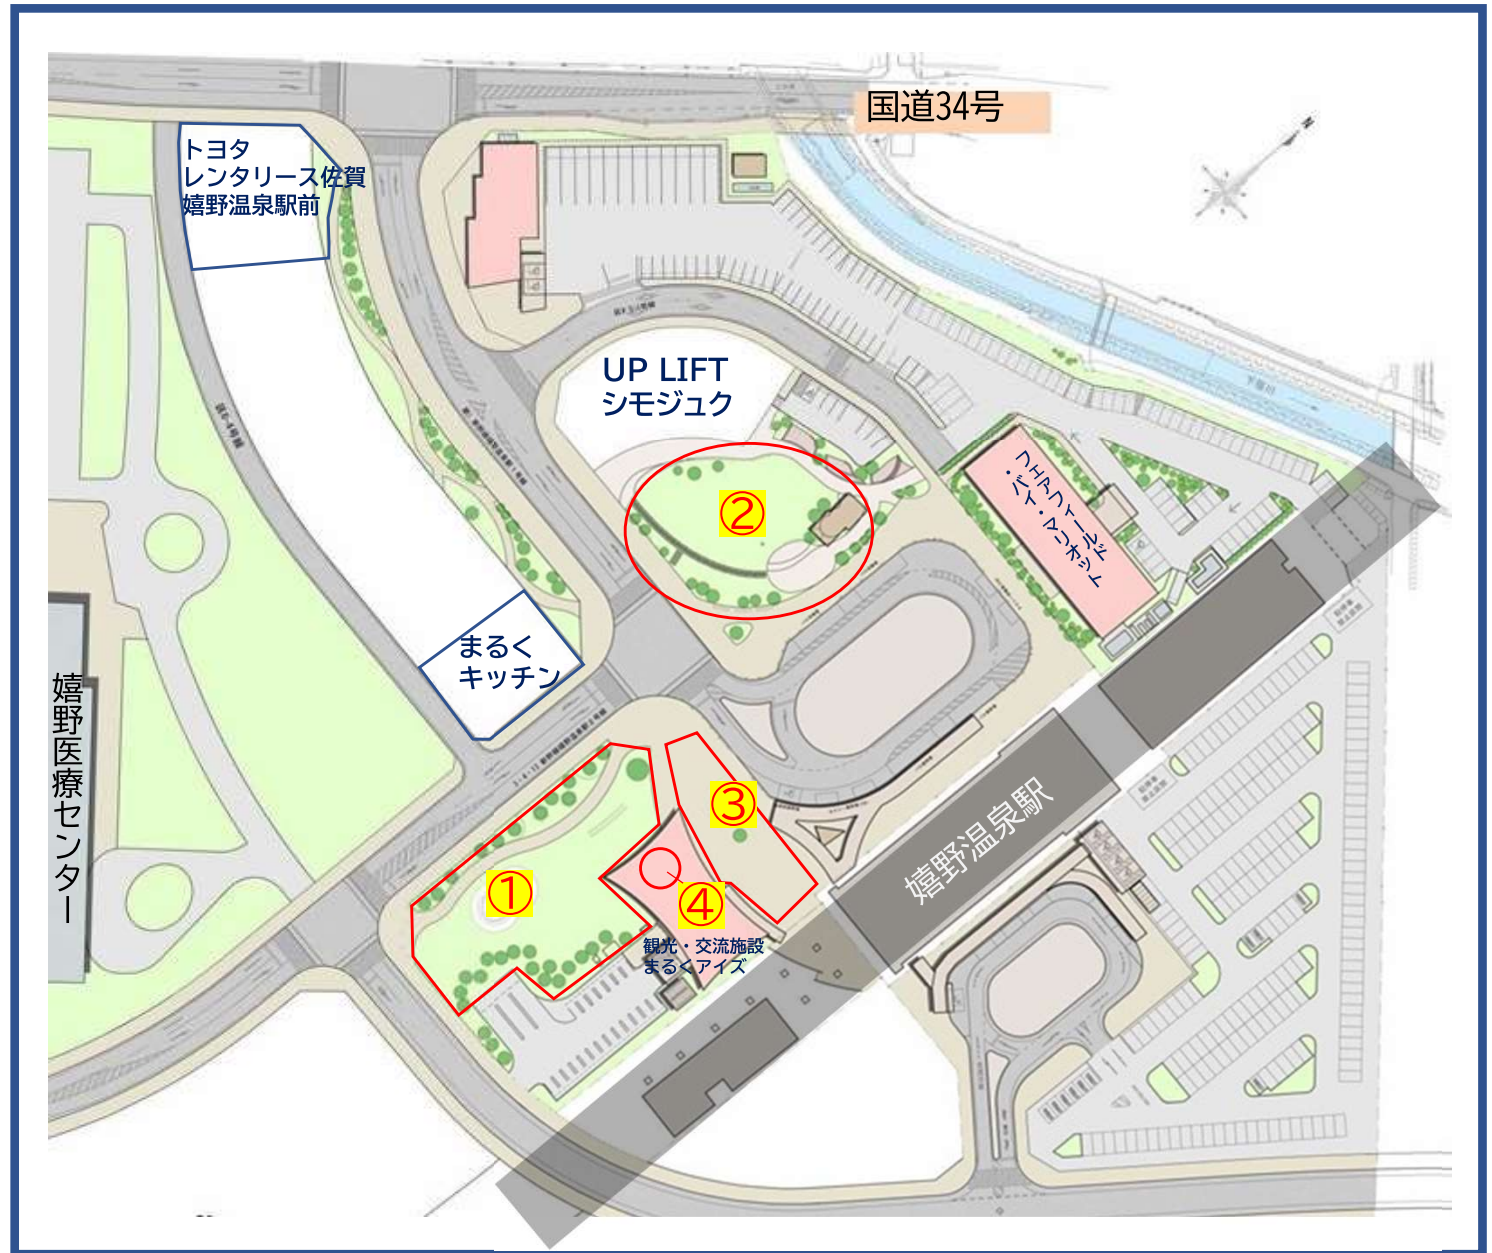 国道34号
N
トヨタ
レンタリース佐賀
嬉野温泉駅前
UP LIFT
シモジュク
②
フェアフィールド
・バイ・マリオット
まるく
キッチン
嬉野医療センター
③
①
④
観光・交流施設
まるくアイズ
嬉野温泉駅